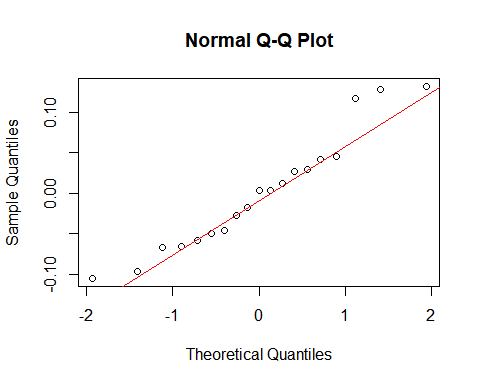 Normal Q-Q Plot
Sample Quantiles
0.10
0.00
-0.10
-2 -1 0 1 2
Theoretical Quantiles